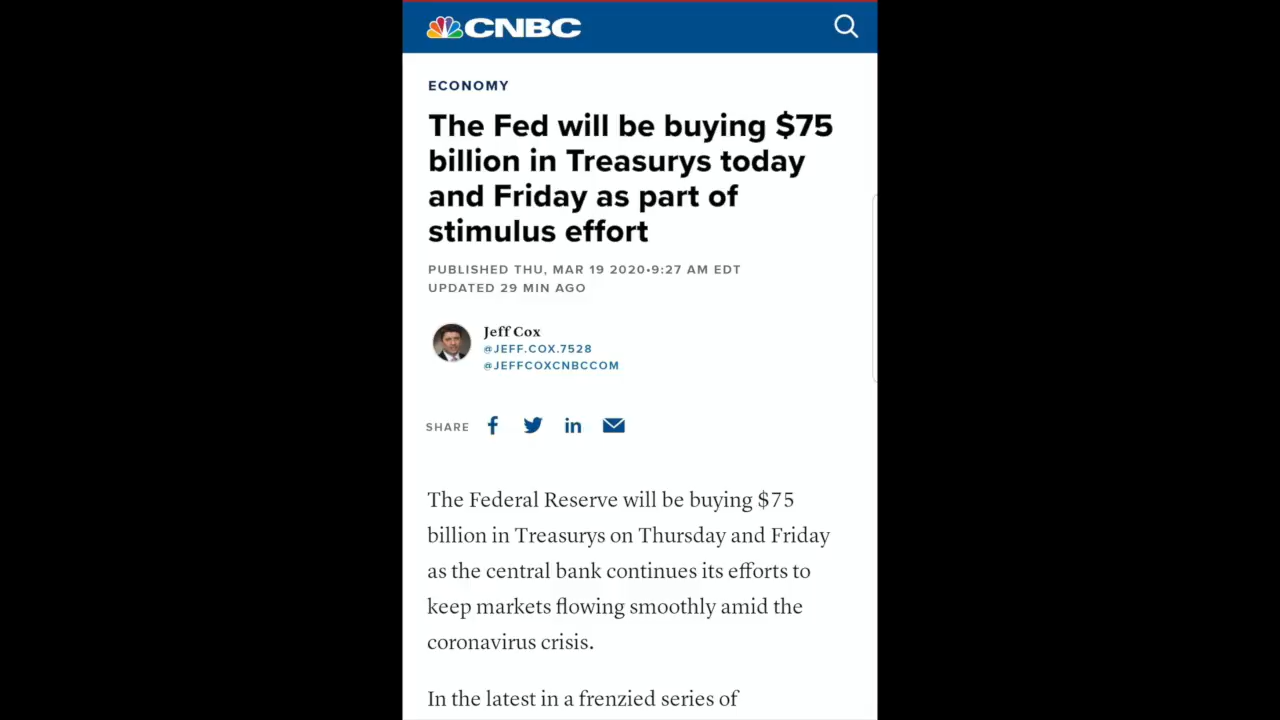 CNBC
ECONOMY
The Fed will be buying $75
billion in Treasurys today
and Friday as part of
stimulus effort
PUBLISHED THU, MAR 19 2020•9:27 AM EDT
UPDATED 29 MIN AGO
Jeff Cox
@JEFF.COX.7528
@JEFFCOXCNBCCOM
SHARE
The Federal Reserve will be buying $75
billion in Treasurys on Thursday and Friday
as the central bank continues its efforts to
keep markets flowing smoothly amid the
coronavirus crisis.
In the latest in a frenzied series of